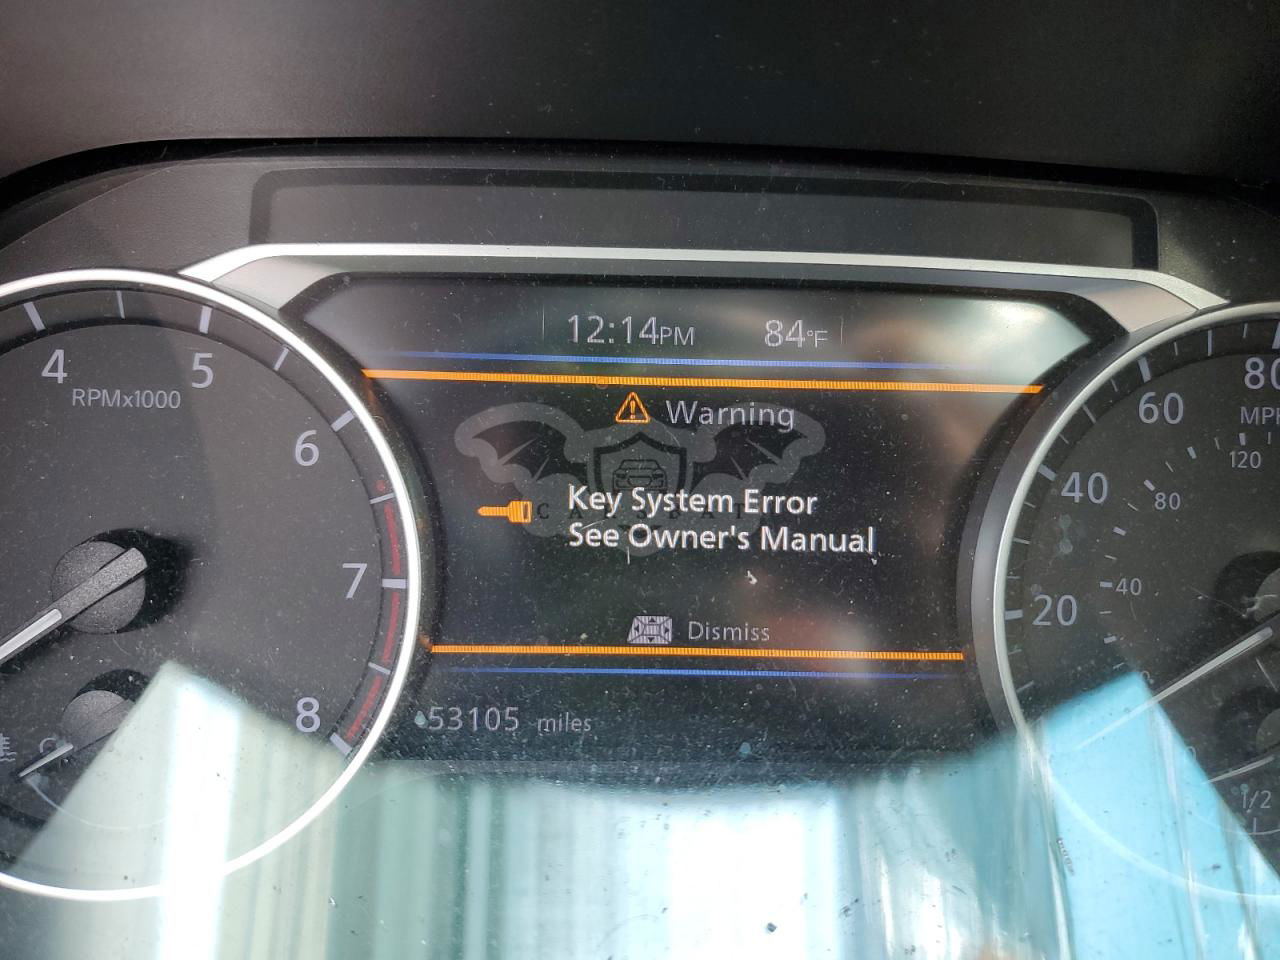 12:14PM 84°F
Warning
Key System Error
See Owner's Manual
Dismiss
53105 miles
4
5
6
7
8
RPMx1000
C
20
40
60
80
MPH
40
80
120
1/2